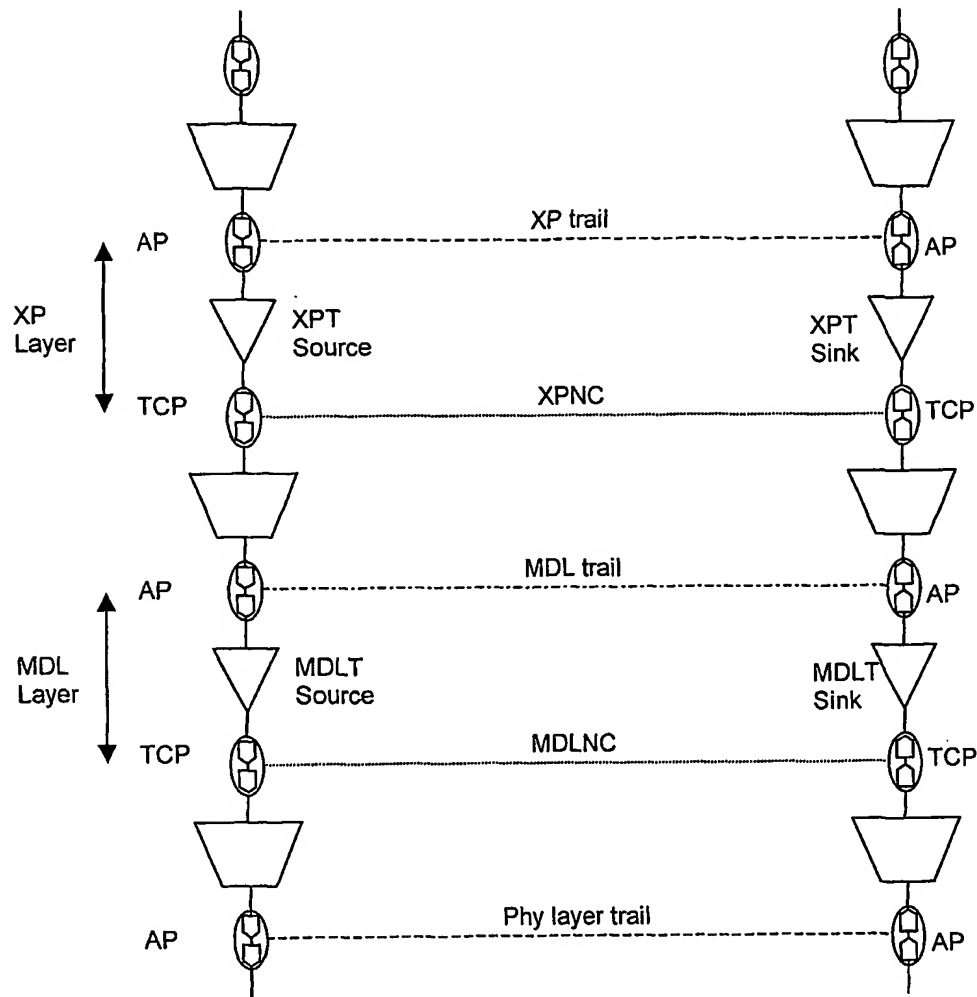 XP trail
AP
AP
XP
Layer
XPT
Source
XPT
Sink
TCP
XPNC
TCP
MDL trail
AP
AP
MDL
Layer
MDLT
Source
MDLT
Sink
MDLNC
TCP
TCP
Phy layer trail
AP
AP